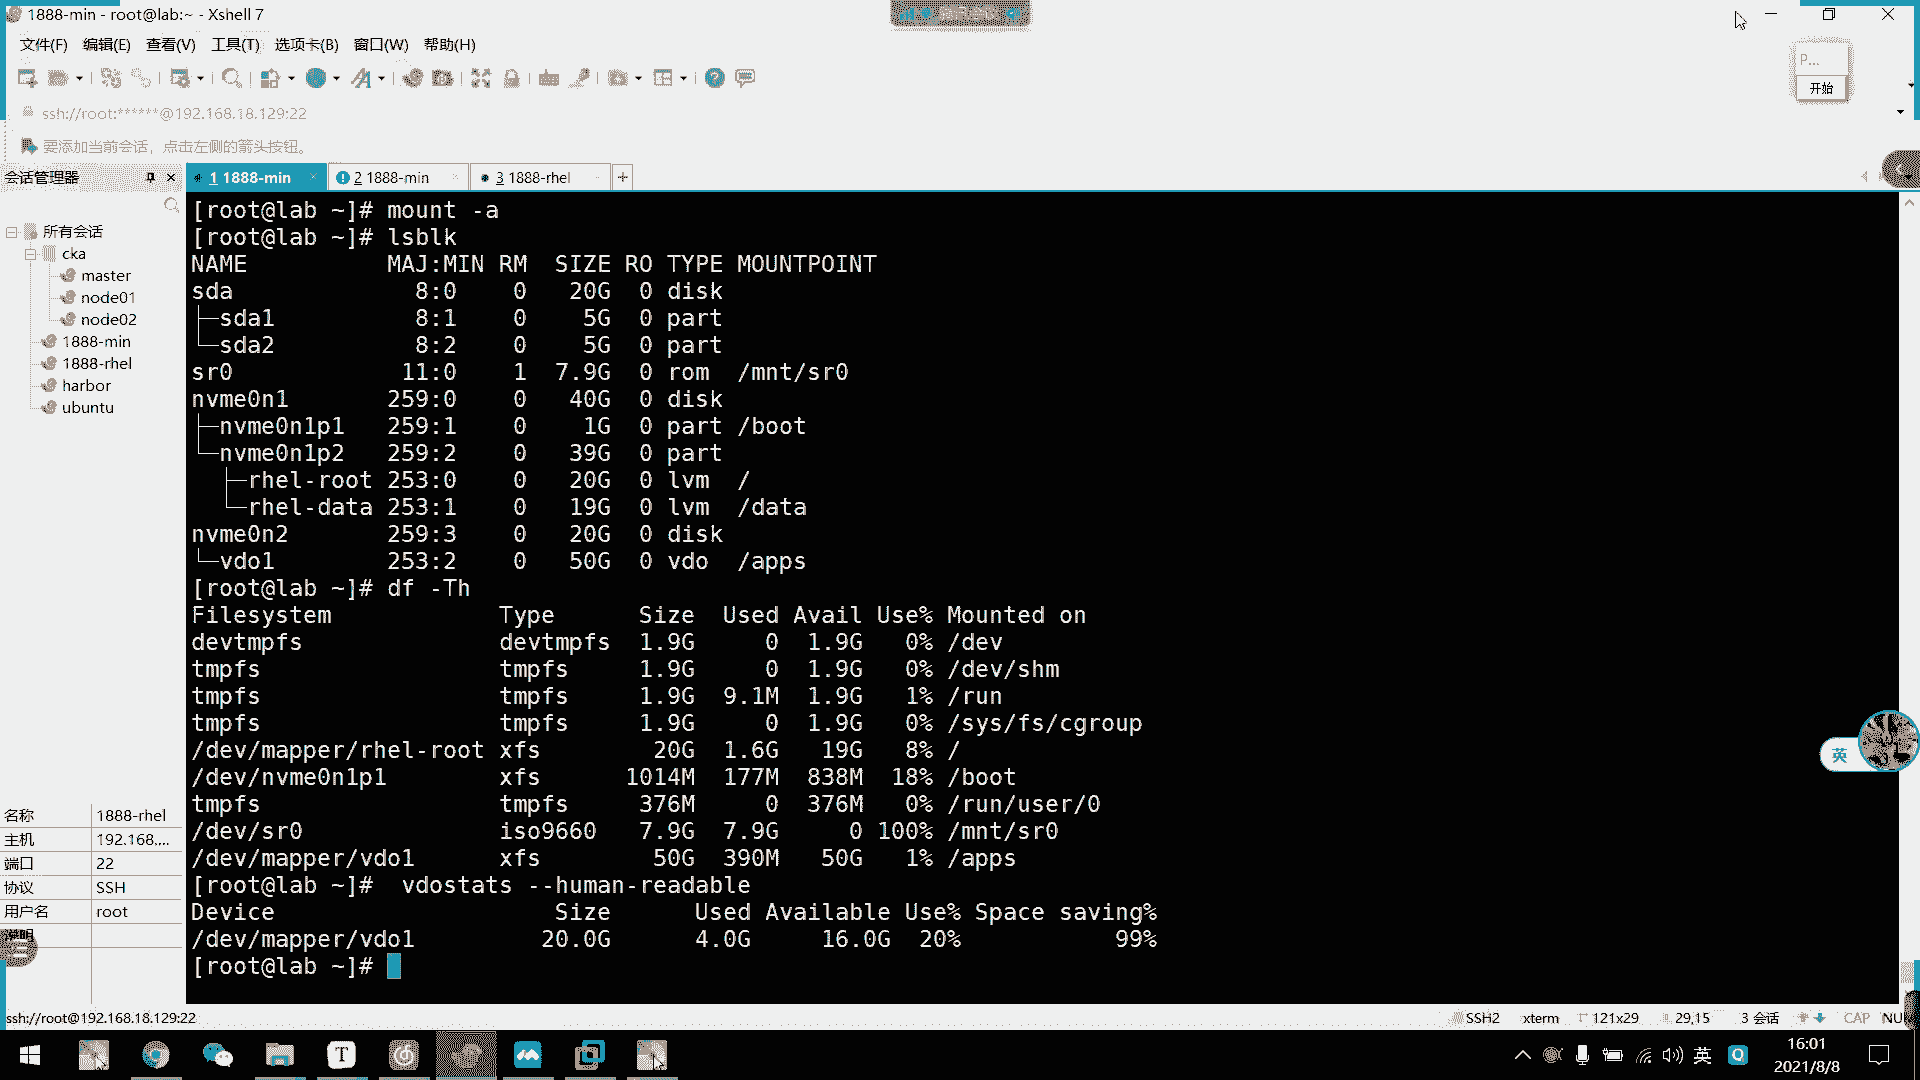 1888-min - root@lab:~ - Xshell 7
文件(F) 编辑(E) 查看(V) 工具(T) 选项卡(B) 窗口(W) 帮助(H)
P...
开始
ssh://root:******@192.168.18.129:22
要添加当前会话，点击左侧的箭头按钮。
会话管理器
1 1888-min
2 1888-min
3 1888-rhel
所有会话
cka
master
node01
node02
1888-min
1888-rhel
harbor
ubuntu
[root@lab ~]# mount -a
[root@lab ~]# lsblk
NAME MAJ:MIN RM SIZE RO TYPE MOUNTPOINT
sda 8:0 0 20G 0 disk
├─sda1 8:1 0 5G 0 part
└─sda2 8:2 0 5G 0 part
sr0 11:0 1 7.9G 0 rom /mnt/sr0
nvme0n1 259:0 0 40G 0 disk
├─nvme0n1p1 259:1 0 1G 0 part /boot
└─nvme0n1p2 259:2 0 39G 0 part
├─rhel-root 253:0 0 20G 0 lvm /
└─rhel-data 253:1 0 19G 0 lvm /data
nvme0n2 259:3 0 20G 0 disk
└─vdo1 253:2 0 50G 0 vdo /apps
[root@lab ~]# df -Th
Filesystem Type Size Used Avail Use% Mounted on
devtmpfs devtmpfs 1.9G 0 1.9G 0% /dev
tmpfs tmpfs 1.9G 0 1.9G 0% /dev/shm
tmpfs tmpfs 1.9G 9.1M 1.9G 1% /run
tmpfs tmpfs 1.9G 0 1.9G 0% /sys/fs/cgroup
/dev/mapper/rhel-root xfs 20G 1.6G 19G 8% /
/dev/nvme0n1p1 xfs 1014M 177M 838M 18% /boot
tmpfs tmpfs 376M 0 376M 0% /run/user/0
/dev/sr0 iso9660 7.9G 7.9G 0 100% /mnt/sr0
/dev/mapper/vdo1 xfs 50G 390M 50G 1% /apps
[root@lab ~]#  vdostats --human-readable
Device Size Used Available Use% Space saving%
/dev/mapper/vdo1 20.0G 4.0G 16.0G 20% 99%
[root@lab ~]#
名称 1888-rhel
主机 192.168....
端口 22
协议 SSH
用户名 root
说明
英
ssh://root@192.168.18.129:22
SSH2 xterm 121x29 29,15 3 会话 CAP NUM
英
16:01
2021/8/8